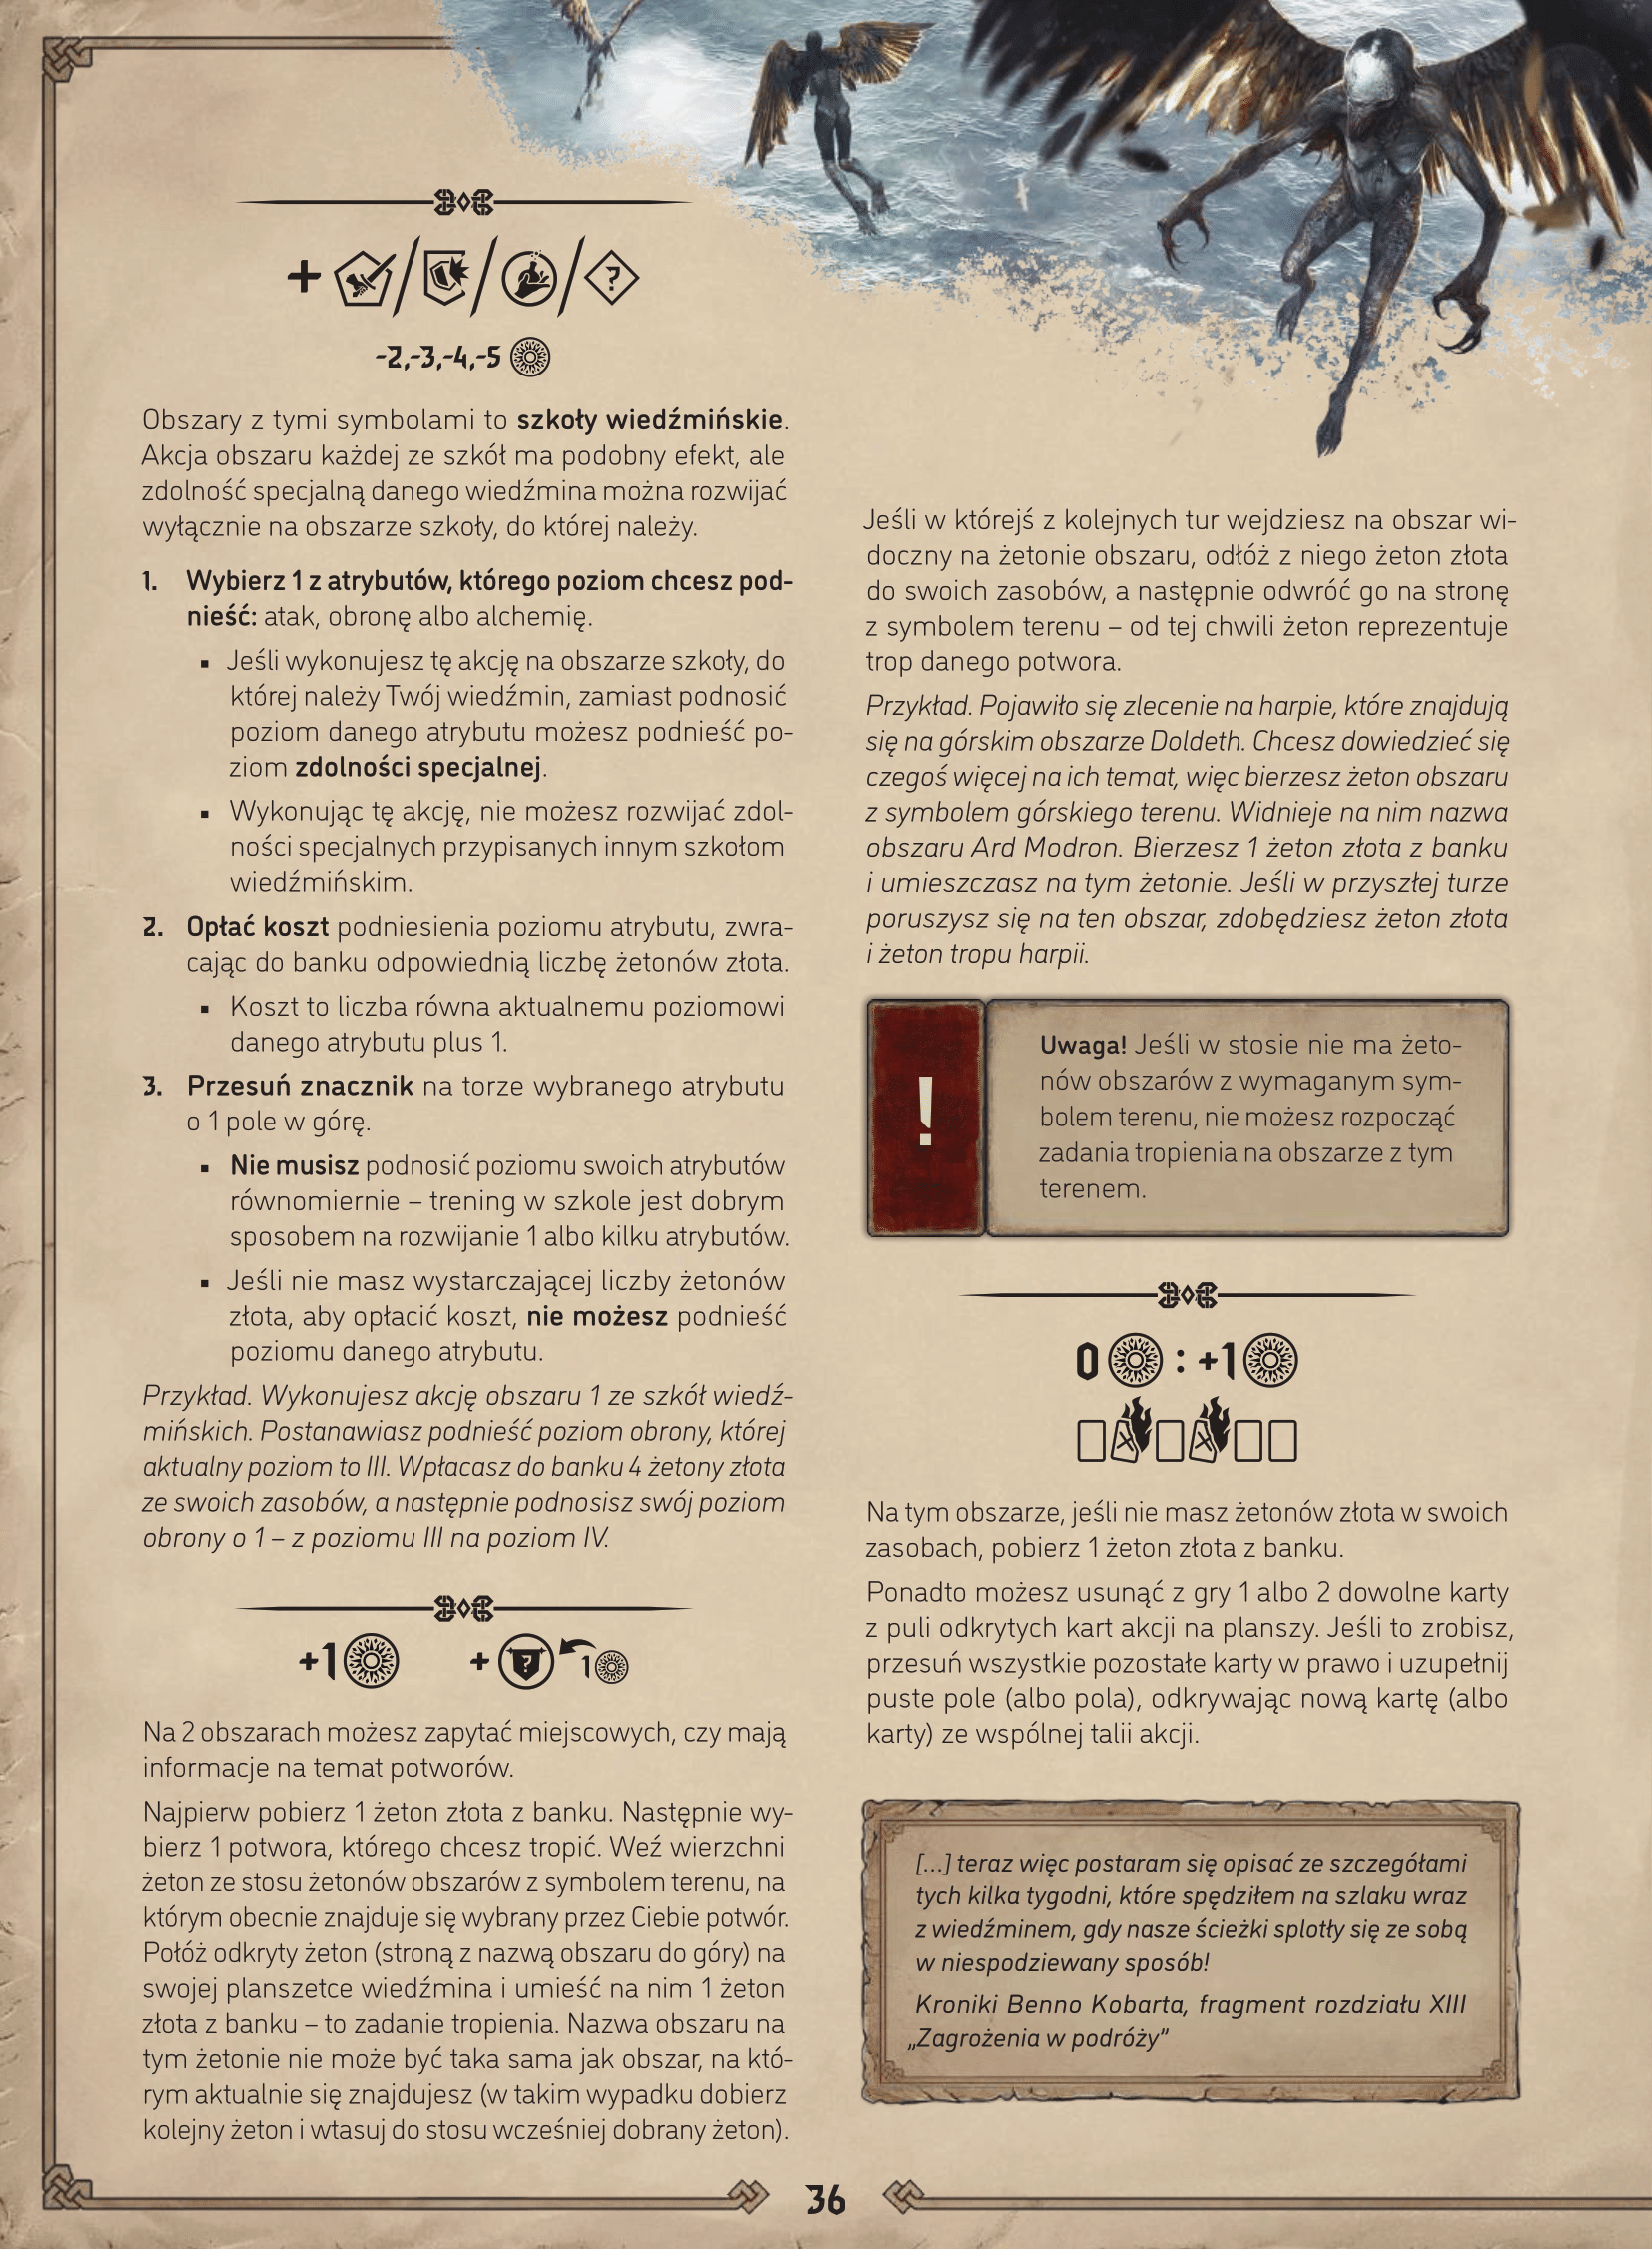 + / / / ?
-2,-3,-4,-5
Obszary z tymi symbolami to szkoły wiedźmińskie.
Akcja obszaru każdej ze szkół ma podobny efekt, ale
zdolność specjalną danego wiedźmina można rozwijać
wyłącznie na obszarze szkoły, do której należy.
1. Wybierz 1 z atrybutów, którego poziom chcesz pod-
nieść: atak, obronę albo alchemię.
▪ Jeśli wykonujesz tę akcję na obszarze szkoły, do
której należy Twój wiedźmin, zamiast podnosić
poziom danego atrybutu możesz podnieść po-
ziom zdolności specjalnej.
▪ Wykonując tę akcję, nie możesz rozwijać zdol-
ności specjalnych przypisanych innym szkołom
wiedźmińskim.
2. Opłać koszt podniesienia poziomu atrybutu, zwra-
cając do banku odpowiednią liczbę żetonów złota.
▪ Koszt to liczba równa aktualnemu poziomowi
danego atrybutu plus 1.
3. Przesuń znacznik na torze wybranego atrybutu
o 1 pole w górę.
▪ Nie musisz podnosić poziomu swoich atrybutów
równomiernie – trening w szkole jest dobrym
sposobem na rozwijanie 1 albo kilku atrybutów.
▪ Jeśli nie masz wystarczającej liczby żetonów
złota, aby opłacić koszt, nie możesz podnieść
poziomu danego atrybutu.
Przykład. Wykonujesz akcję obszaru 1 ze szkół wiedź-
mińskich. Postanawiasz podnieść poziom obrony, której
aktualny poziom to III. Wpłacasz do banku 4 żetony złota
ze swoich zasobów, a następnie podnosisz swój poziom
obrony o 1 – z poziomu III na poziom IV.
+1 + ? 1
Na 2 obszarach możesz zapytać miejscowych, czy mają
informacje na temat potworów.
Najpierw pobierz 1 żeton złota z banku. Następnie wy-
bierz 1 potwora, którego chcesz tropić. Weź wierzchni
żeton ze stosu żetonów obszarów z symbolem terenu, na
którym obecnie znajduje się wybrany przez Ciebie potwór.
Połóż odkryty żeton (stroną z nazwą obszaru do góry) na
swojej planszetce wiedźmina i umieść na nim 1 żeton
złota z banku – to zadanie tropienia. Nazwa obszaru na
tym żetonie nie może być taka sama jak obszar, na któ-
rym aktualnie się znajdujesz (w takim wypadku dobierz
kolejny żeton i wtasuj do stosu wcześniej dobrany żeton).
Jeśli w którejś z kolejnych tur wejdziesz na obszar wi-
doczny na żetonie obszaru, odłóż z niego żeton złota
do swoich zasobów, a następnie odwróć go na stronę
z symbolem terenu – od tej chwili żeton reprezentuje
trop danego potwora.
Przykład. Pojawiło się zlecenie na harpie, które znajdują
się na górskim obszarze Doldeth. Chcesz dowiedzieć się
czegoś więcej na ich temat, więc bierzesz żeton obszaru
z symbolem górskiego terenu. Widnieje na nim nazwa
obszaru Ard Modron. Bierzesz 1 żeton złota z banku
i umieszczasz na tym żetonie. Jeśli w przyszłej turze
poruszysz się na ten obszar, zdobędziesz żeton złota
i żeton tropu harpii.
!
Uwaga! Jeśli w stosie nie ma żeto-
nów obszarów z wymaganym sym-
bolem terenu, nie możesz rozpocząć
zadania tropienia na obszarze z tym
terenem.
0 : +1
Na tym obszarze, jeśli nie masz żetonów złota w swoich
zasobach, pobierz 1 żeton złota z banku.
Ponadto możesz usunąć z gry 1 albo 2 dowolne karty
z puli odkrytych kart akcji na planszy. Jeśli to zrobisz,
przesuń wszystkie pozostałe karty w prawo i uzupełnij
puste pole (albo pola), odkrywając nową kartę (albo
karty) ze wspólnej talii akcji.
[...] teraz więc postaram się opisać ze szczegółami
tych kilka tygodni, które spędziłem na szlaku wraz
z wiedźminem, gdy nasze ścieżki splotły się ze sobą
w niespodziewany sposób!
Kroniki Benno Kobarta, fragment rozdziału XIII
„Zagrożenia w podróży”
36